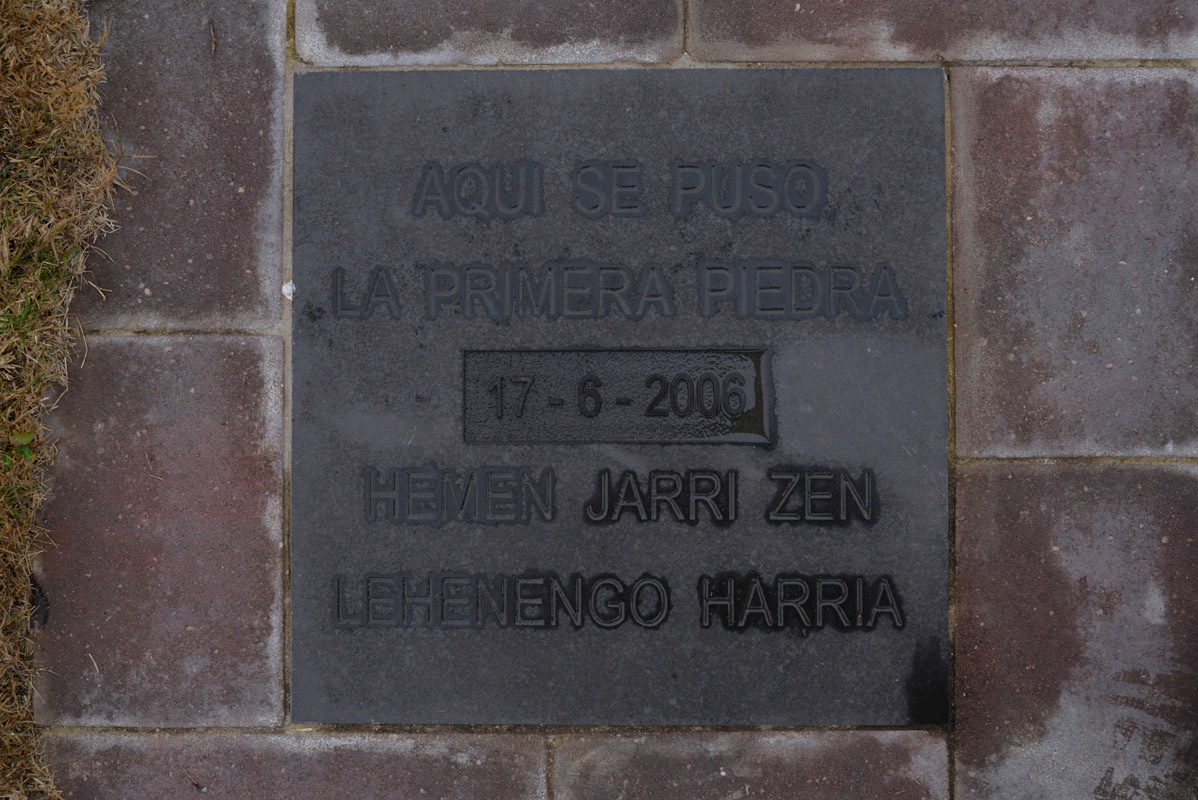 AQUI SE PUSO
LA PRIMERA PIEDRA
17 - 6 - 2006
HEMEN JARRI ZEN
LEHENENGO HARRIA